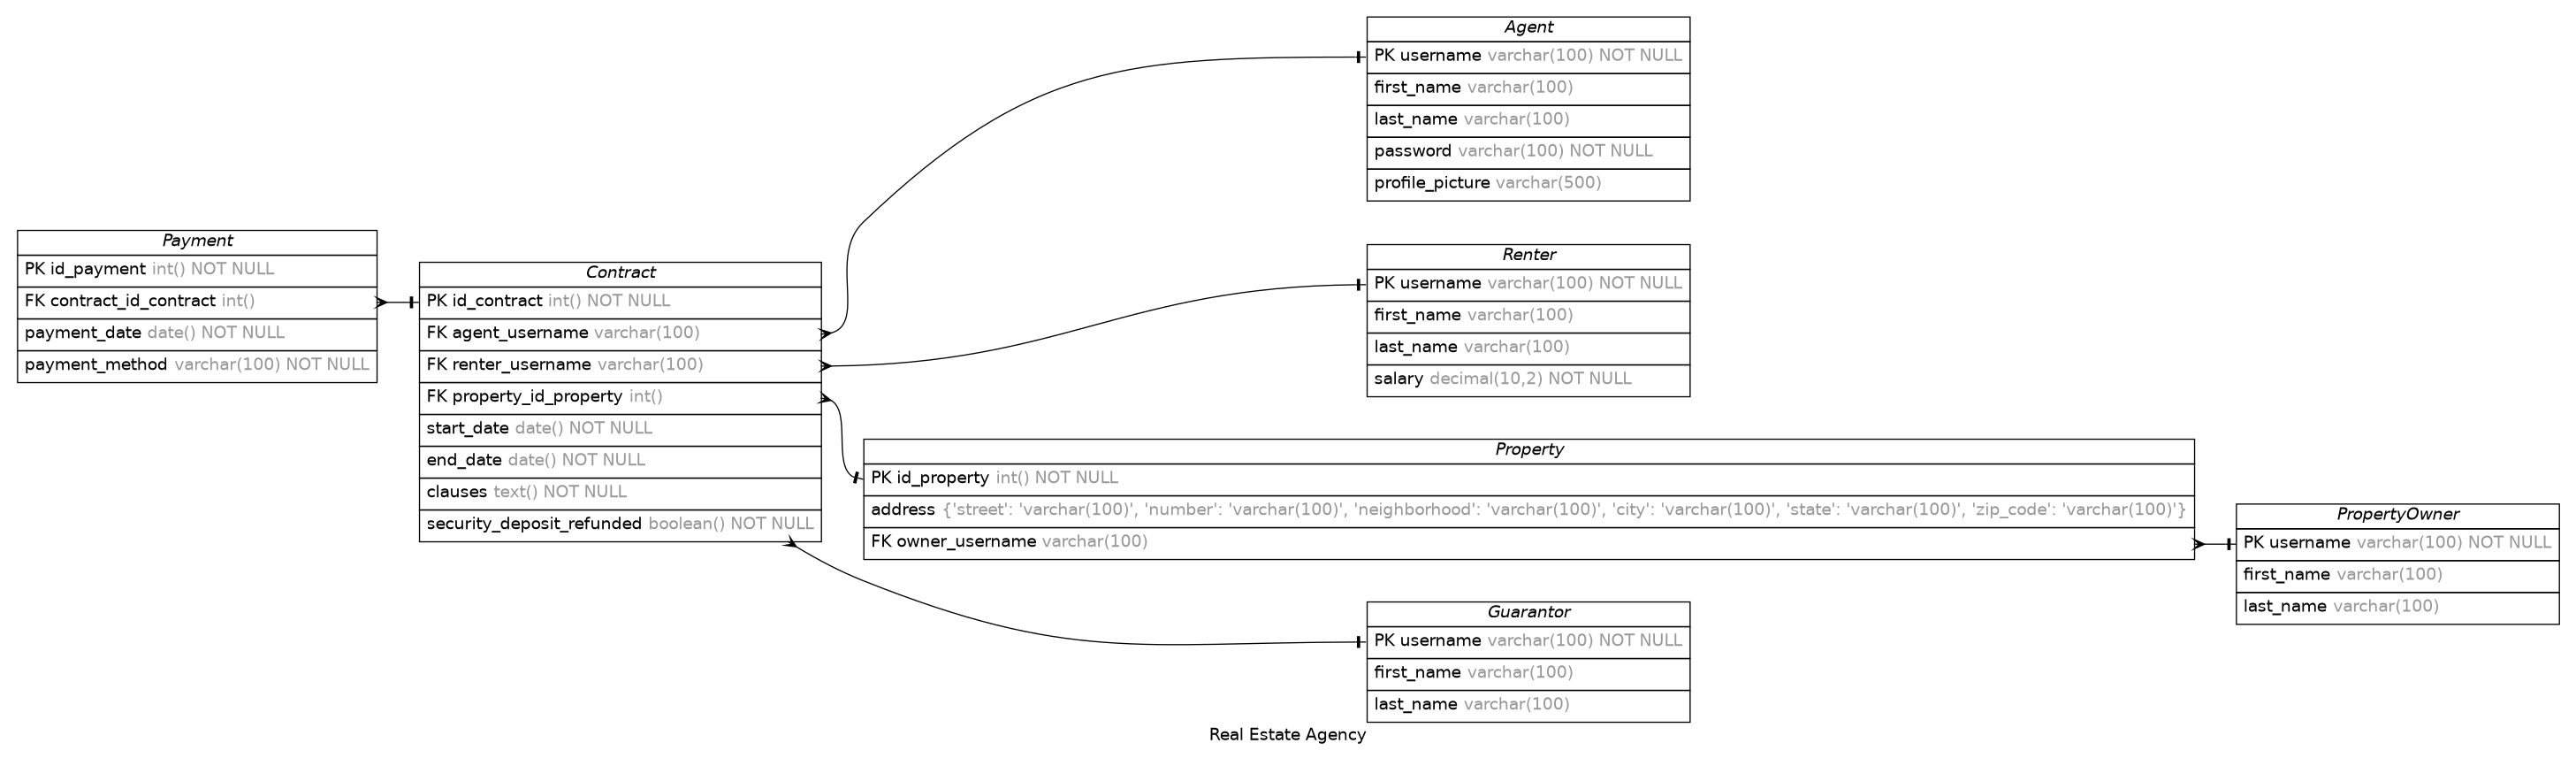 Payment
PK id_payment int() NOT NULL
FK contract_id_contract int()
payment_date date() NOT NULL
payment_method varchar(100) NOT NULL
Contract
PK id_contract int() NOT NULL
FK agent_username varchar(100)
FK renter_username varchar(100)
FK property_id_property int()
start_date date() NOT NULL
end_date date() NOT NULL
clauses text() NOT NULL
security_deposit_refunded boolean() NOT NULL
Agent
PK username varchar(100) NOT NULL
first_name varchar(100)
last_name varchar(100)
password varchar(100) NOT NULL
profile_picture varchar(500)
Renter
PK username varchar(100) NOT NULL
first_name varchar(100)
last_name varchar(100)
salary decimal(10,2) NOT NULL
Property
PK id_property int() NOT NULL
address {'street': 'varchar(100)', 'number': 'varchar(100)', 'neighborhood': 'varchar(100)', 'city': 'varchar(100)', 'state': 'varchar(100)', 'zip_code': 'varchar(100)'}
FK owner_username varchar(100)
PropertyOwner
PK username varchar(100) NOT NULL
first_name varchar(100)
last_name varchar(100)
Guarantor
PK username varchar(100) NOT NULL
first_name varchar(100)
last_name varchar(100)
Real Estate Agency